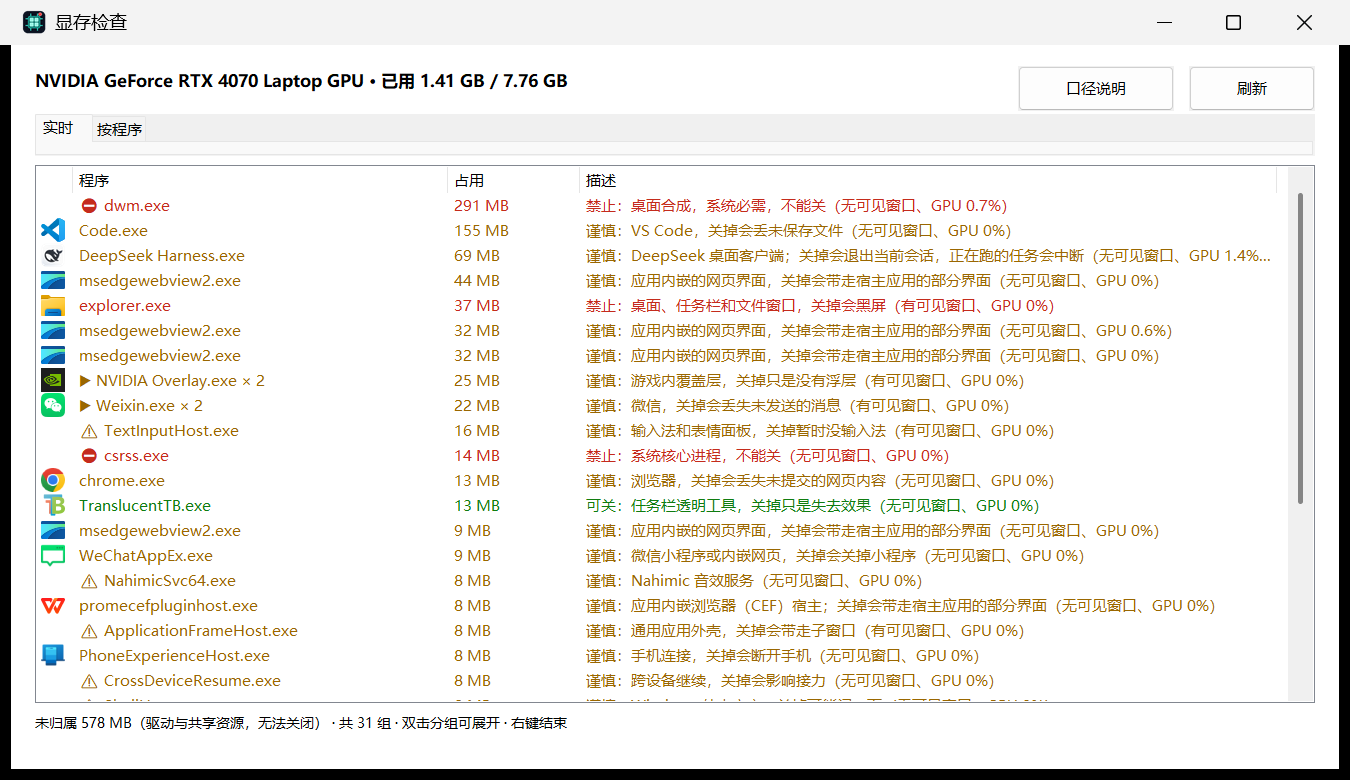 显存检查
NVIDIA GeForce RTX 4070 Laptop GPU • 已用 1.41 GB / 7.76 GB
口径说明 刷新
实时 按程序
程序 占用 描述
dwm.exe 291 MB 禁止：桌面合成，系统必需，不能关（无可见窗口、GPU 0.7%）
Code.exe 155 MB 谨慎：VS Code，关掉会丢未保存文件（无可见窗口、GPU 0%）
DeepSeek Harness.exe 69 MB 谨慎：DeepSeek 桌面客户端；关掉会退出当前会话，正在跑的任务会中断（无可见窗口、GPU 1.4%...
msedgewebview2.exe 44 MB 谨慎：应用内嵌的网页界面，关掉会带走宿主应用的部分界面（无可见窗口、GPU 0%）
explorer.exe 37 MB 禁止：桌面、任务栏和文件窗口，关掉会黑屏（有可见窗口、GPU 0%）
msedgewebview2.exe 32 MB 谨慎：应用内嵌的网页界面，关掉会带走宿主应用的部分界面（无可见窗口、GPU 0.6%）
msedgewebview2.exe 32 MB 谨慎：应用内嵌的网页界面，关掉会带走宿主应用的部分界面（无可见窗口、GPU 0%）
▶ NVIDIA Overlay.exe × 2 25 MB 谨慎：游戏内覆盖层，关掉只是没有浮层（有可见窗口、GPU 0%）
▶ Weixin.exe × 2 22 MB 谨慎：微信，关掉会丢失未发送的消息（有可见窗口、GPU 0%）
TextInputHost.exe 16 MB 谨慎：输入法和表情面板，关掉暂时没输入法（有可见窗口、GPU 0%）
csrss.exe 14 MB 禁止：系统核心进程，不能关（无可见窗口、GPU 0%）
chrome.exe 13 MB 谨慎：浏览器，关掉会丢失未提交的网页内容（无可见窗口、GPU 0%）
TranslucentTB.exe 13 MB 可关：任务栏透明工具，关掉只是失去效果（无可见窗口、GPU 0%）
msedgewebview2.exe 9 MB 谨慎：应用内嵌的网页界面，关掉会带走宿主应用的部分界面（无可见窗口、GPU 0%）
WeChatAppEx.exe 9 MB 谨慎：微信小程序或内嵌网页，关掉会关掉小程序（无可见窗口、GPU 0%）
NahimicSvc64.exe 8 MB 谨慎：Nahimic 音效服务（无可见窗口、GPU 0%）
promecefpluginhost.exe 8 MB 谨慎：应用内嵌浏览器（CEF）宿主；关掉会带走宿主应用的部分界面（无可见窗口、GPU 0%）
ApplicationFrameHost.exe 8 MB 谨慎：通用应用外壳，关掉会带走子窗口（有可见窗口、GPU 0%）
PhoneExperienceHost.exe 8 MB 谨慎：手机连接，关掉会断开手机（无可见窗口、GPU 0%）
CrossDeviceResume.exe 8 MB 谨慎：跨设备继续，关掉会影响接力（无可见窗口、GPU 0%）
未归属 578 MB（驱动与共享资源，无法关闭） · 共 31 组 · 双击分组可展开 · 右键结束